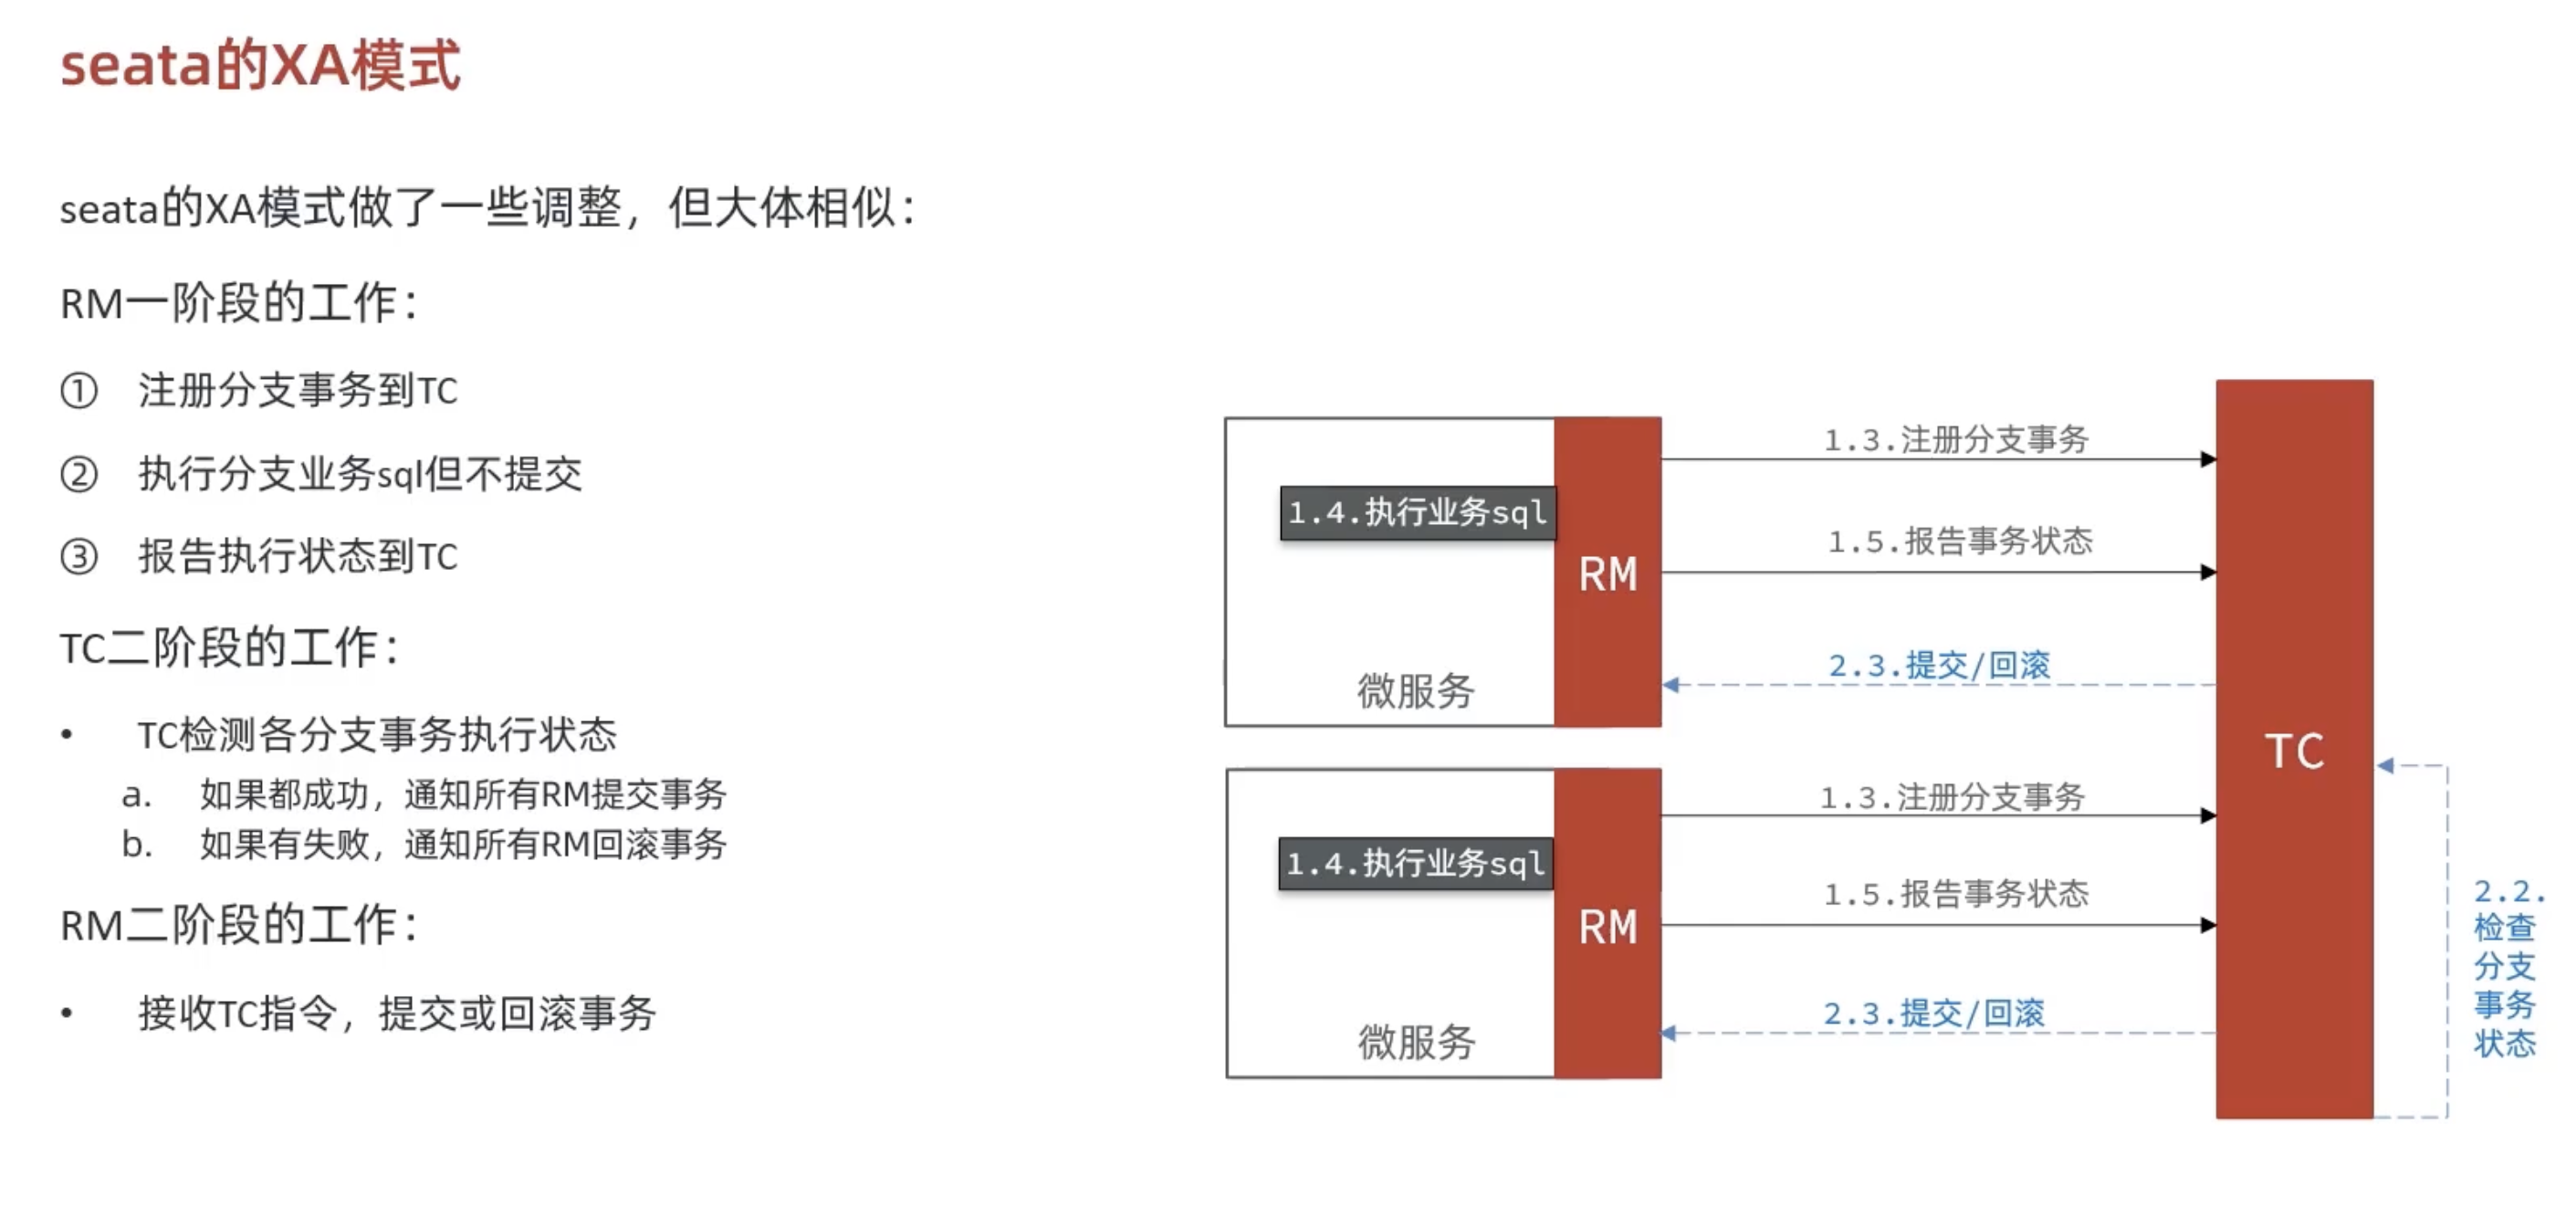 seata的XA模式
seata的XA模式做了一些调整，但大体相似：
RM一阶段的工作：
① 注册分支事务到TC
② 执行分支业务sql但不提交
③ 报告执行状态到TC
TC二阶段的工作：
• TC检测各分支事务执行状态
a. 如果都成功，通知所有RM提交事务
b. 如果有失败，通知所有RM回滚事务
RM二阶段的工作：
• 接收TC指令，提交或回滚事务
1.3.注册分支事务
1.4.执行业务sql
1.5.报告事务状态
RM
2.3.提交/回滚
微服务
1.3.注册分支事务
1.4.执行业务sql
1.5.报告事务状态
RM
2.3.提交/回滚
微服务
TC
2.2.
检查
分支
事务
状态